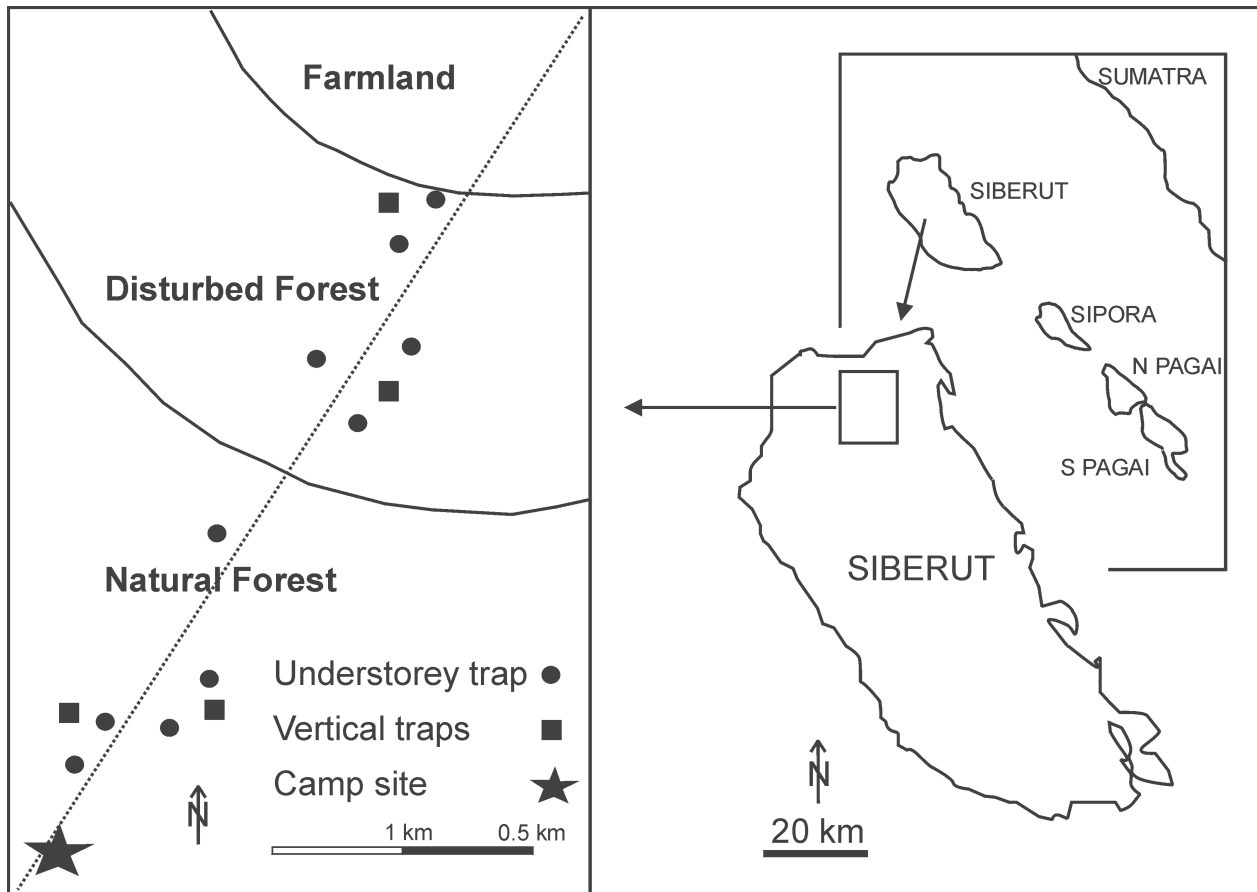 Farmland
Disturbed Forest
Natural Forest
Understorey trap
Vertical traps
Camp site
N
1 km
0.5 km
SUMATRA
SIBERUT
SIPORA
N PAGAI
S PAGAI
SIBERUT
N
20 km